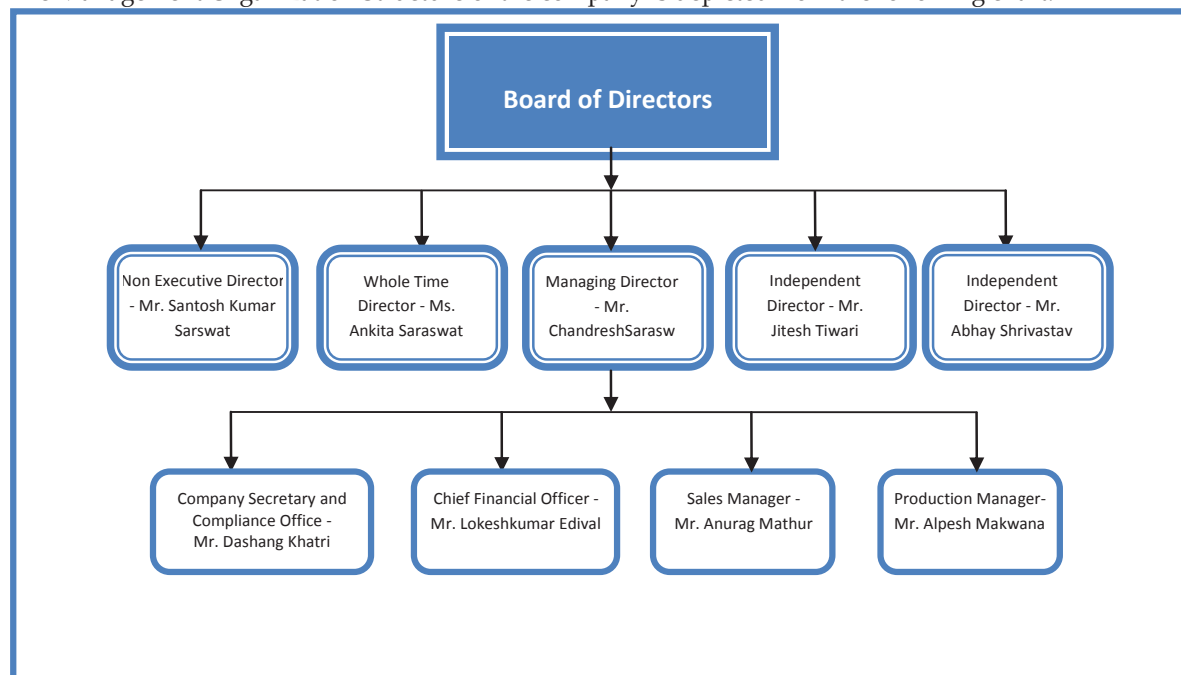 Board of Directors
Non Executive Director
- Mr. Santosh Kumar
Sarswat
Whole Time
Director - Ms.
Ankita Saraswat
Managing Director
- Mr.
ChandreshSarasw
Independent
Director - Mr.
Jitesh Tiwari
Independent
Director - Mr.
Abhay Shrivastav
Company Secretary and
Compliance Office -
Mr. Dashang Khatri
Chief Financial Officer -
Mr. Lokeshkumar Edival
Sales Manager -
Mr. Anurag Mathur
Production Manager-
Mr. Alpesh Makwana